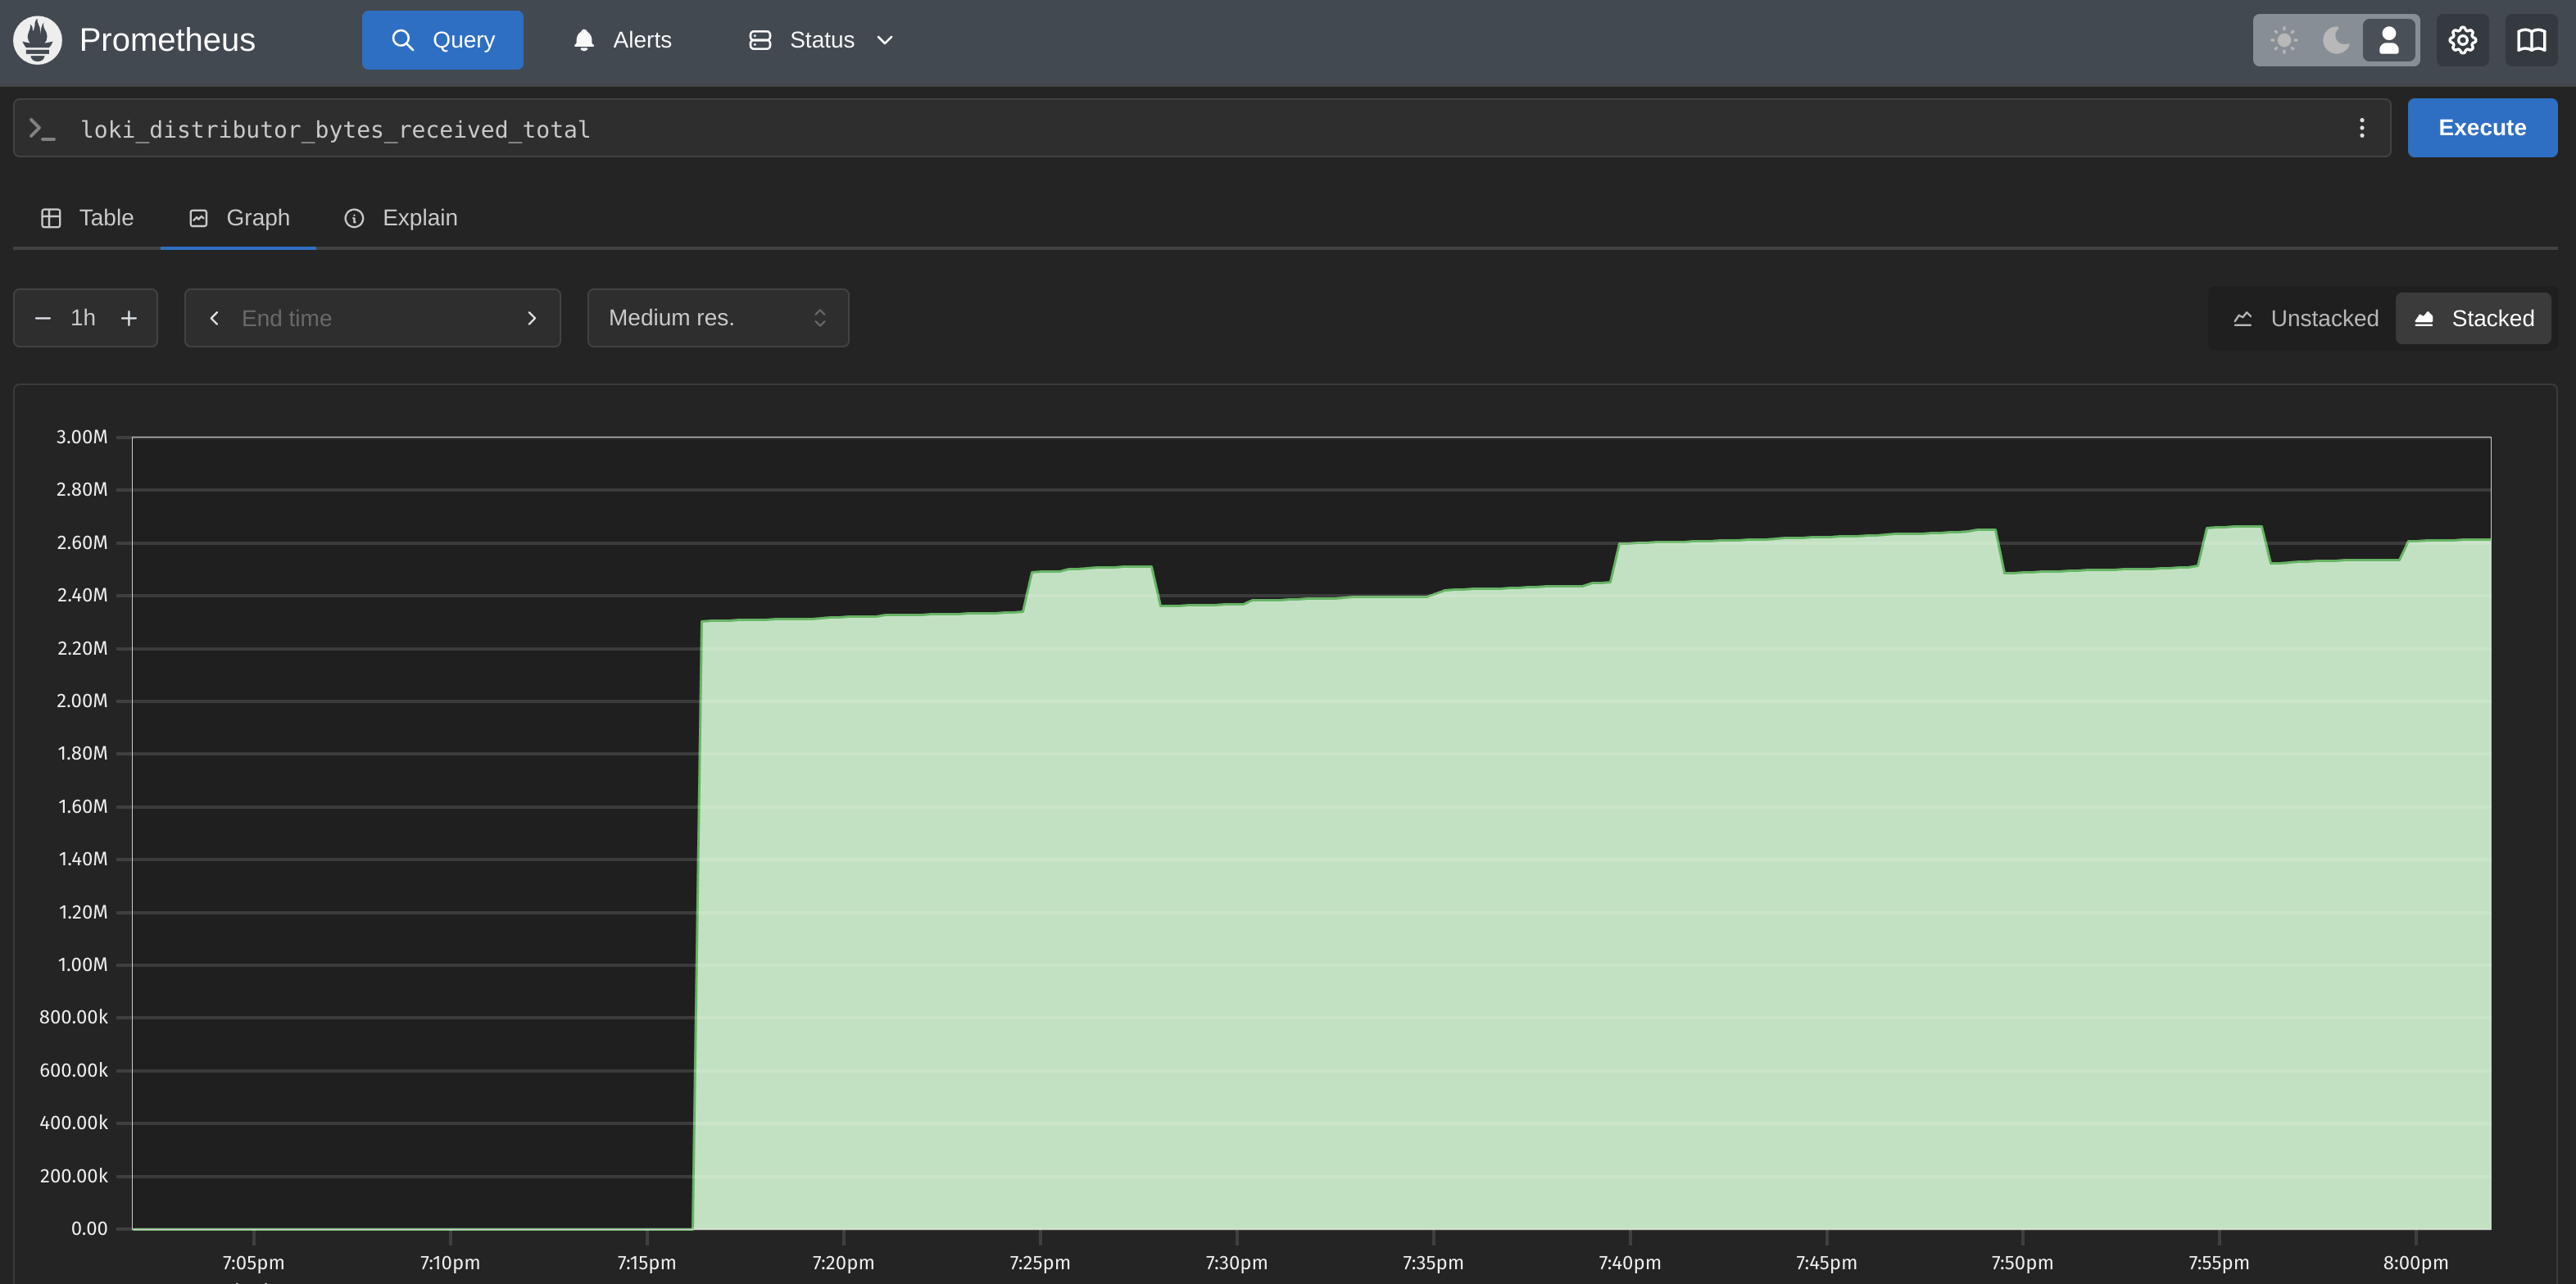 Prometheus Query Alerts Status
loki_distributor_bytes_received_total Execute
Table Graph Explain
1h End time Medium res. Unstacked Stacked
3.00M
2.80M
2.60M
2.40M
2.20M
2.00M
1.80M
1.60M
1.40M
1.20M
1.00M
800.00k
600.00k
400.00k
200.00k
0.00
7:05pm 7:10pm 7:15pm 7:20pm 7:25pm 7:30pm 7:35pm 7:40pm 7:45pm 7:50pm 7:55pm 8:00pm